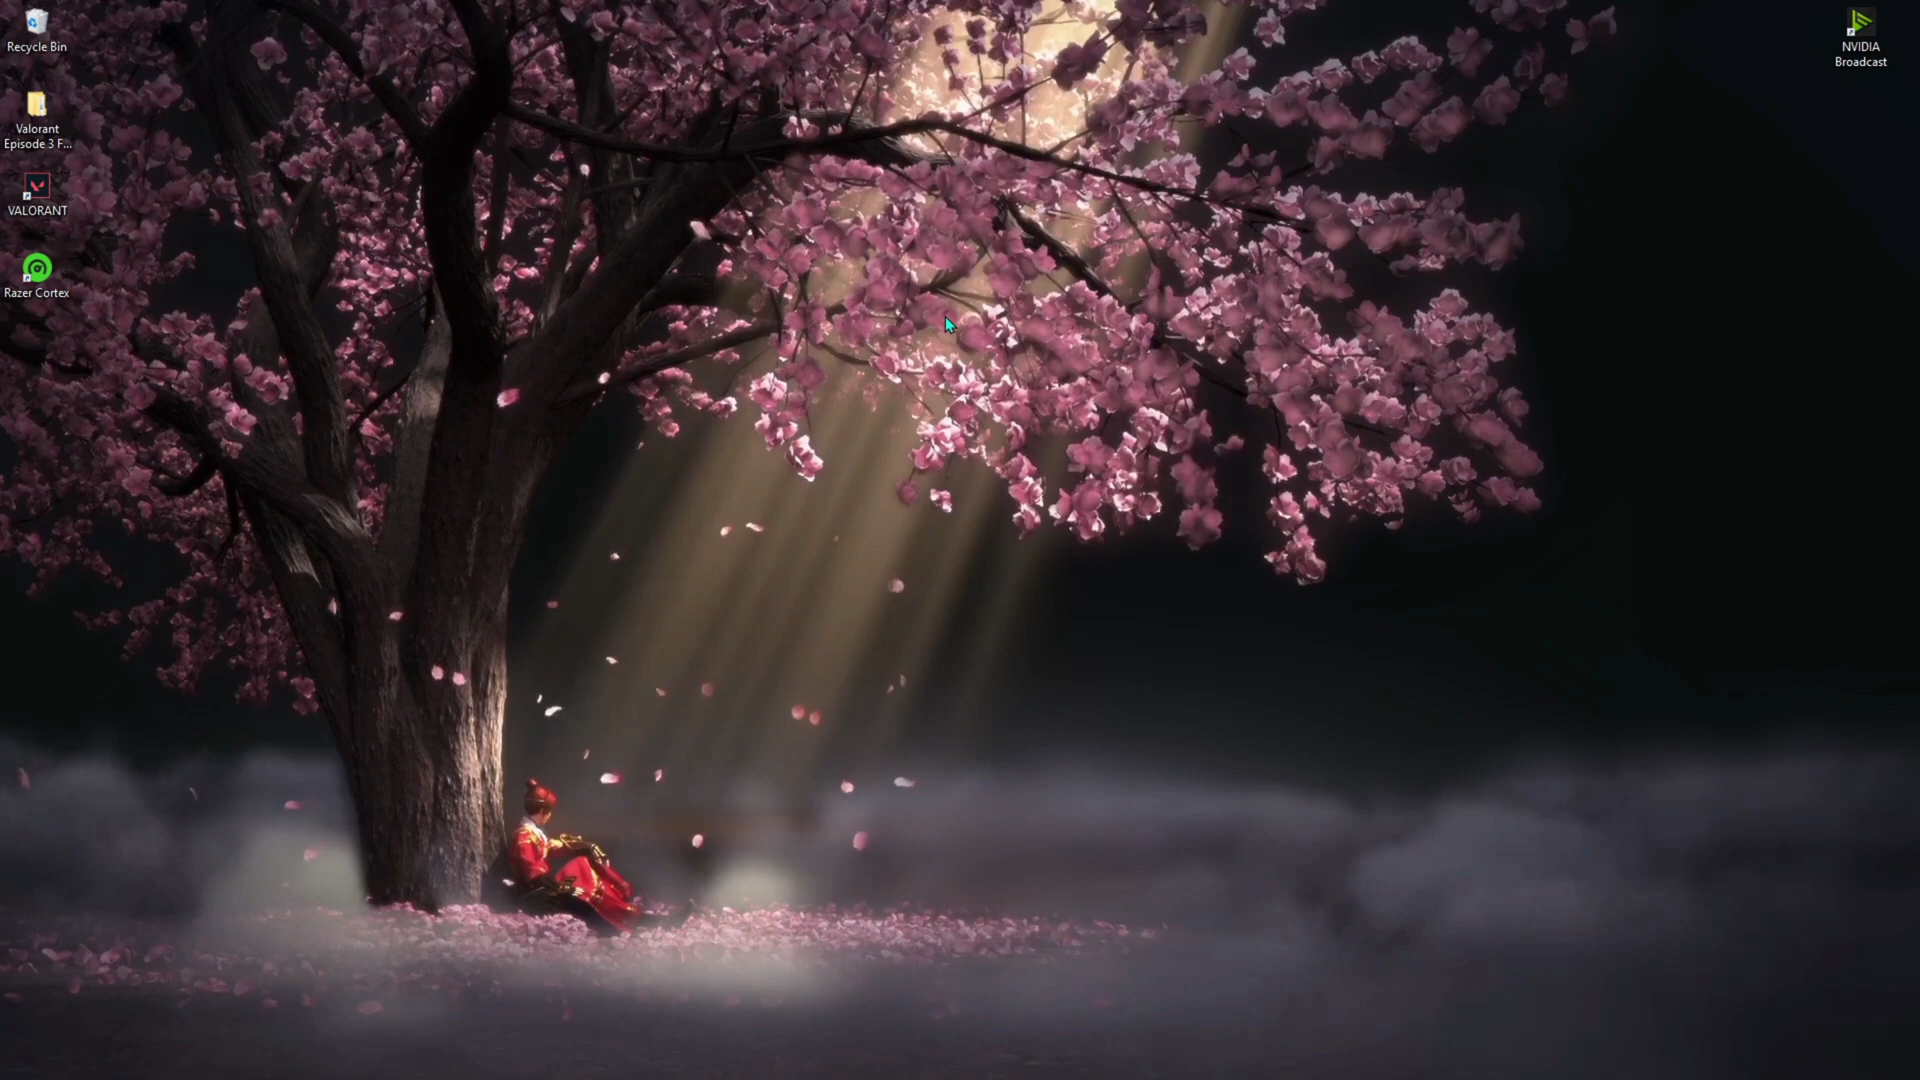 Recycle Bin
Valorant
Episode 3 F...
VALORANT
Razer Cortex
NVIDIA
Broadcast